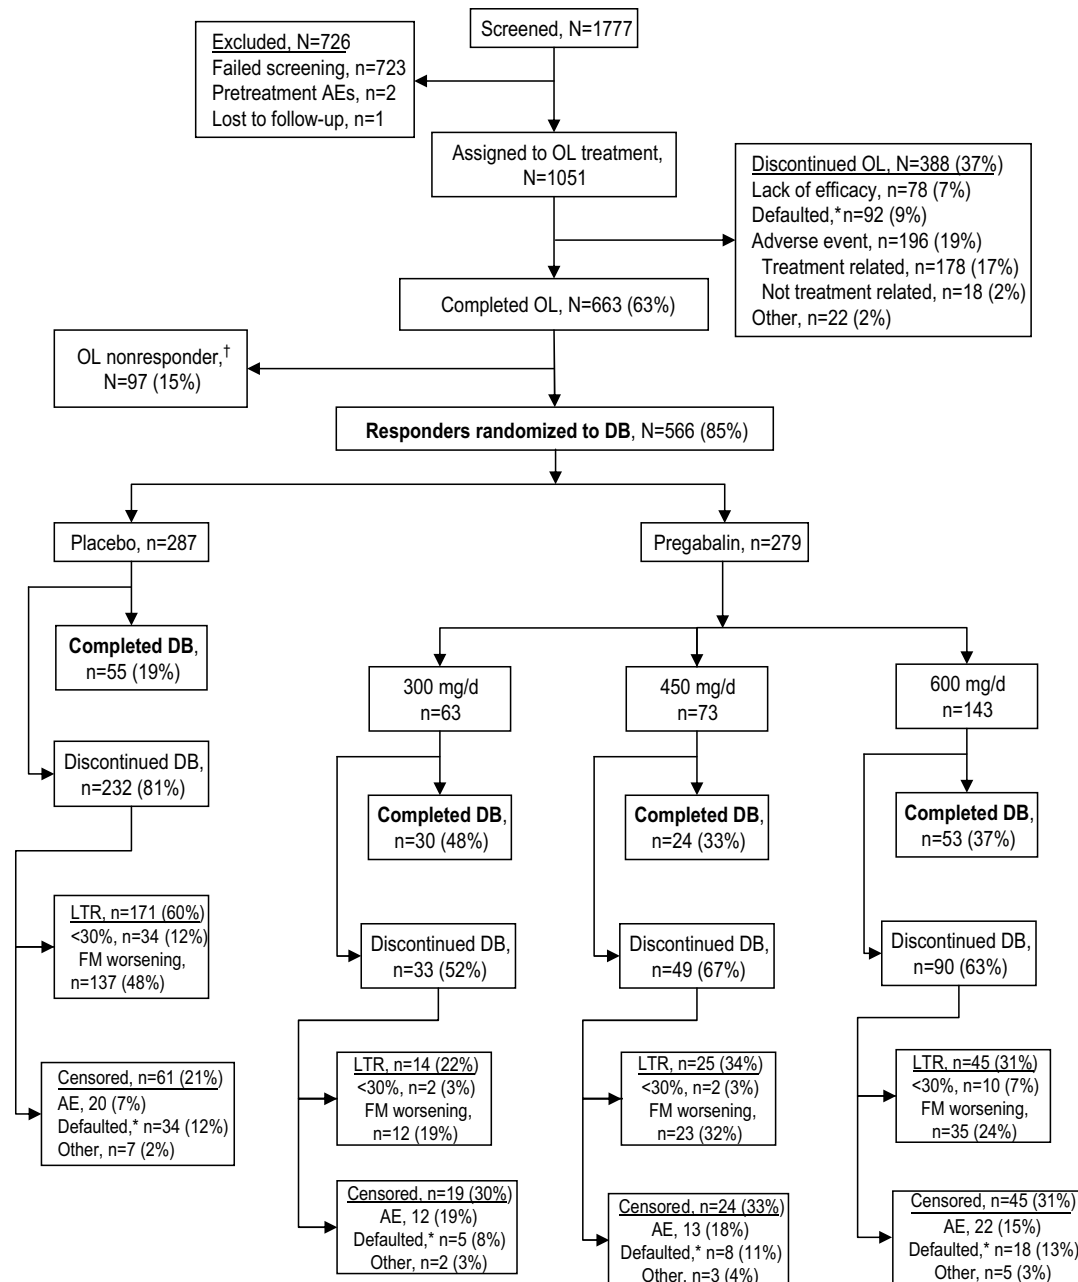 Screened, N=1777
Excluded, N=726
Failed screening, n=723
Pretreatment AEs, n=2
Lost to follow-up, n=1
Assigned to OL treatment,
N=1051
Discontinued OL, N=388 (37%)
Lack of efficacy, n=78 (7%)
Defaulted,* n=92 (9%)
Adverse event, n=196 (19%)
Treatment related, n=178 (17%)
Not treatment related, n=18 (2%)
Other, n=22 (2%)
Completed OL, N=663 (63%)
OL nonresponder,†
N=97 (15%)
Responders randomized to DB, N=566 (85%)
Placebo, n=287
Pregabalin, n=279
Completed DB,
n=55 (19%)
Discontinued DB,
n=232 (81%)
LTR, n=171 (60%)
<30%, n=34 (12%)
FM worsening,
n=137 (48%)
Censored, n=61 (21%)
AE, 20 (7%)
Defaulted,* n=34 (12%)
Other, n=7 (2%)
300 mg/d
n=63
Completed DB,
n=30 (48%)
Discontinued DB,
n=33 (52%)
LTR, n=14 (22%)
<30%, n=2 (3%)
FM worsening,
n=12 (19%)
Censored, n=19 (30%)
AE, 12 (19%)
Defaulted,* n=5 (8%)
Other, n=2 (3%)
450 mg/d
n=73
Completed DB,
n=24 (33%)
Discontinued DB,
n=49 (67%)
LTR, n=25 (34%)
<30%, n=2 (3%)
FM worsening,
n=23 (32%)
Censored, n=24 (33%)
AE, 13 (18%)
Defaulted,* n=8 (11%)
Other, n=3 (4%)
600 mg/d
n=143
Completed DB,
n=53 (37%)
Discontinued DB,
n=90 (63%)
LTR, n=45 (31%)
<30%, n=10 (7%)
FM worsening,
n=35 (24%)
Censored, n=45 (31%)
AE, 22 (15%)
Defaulted,* n=18 (13%)
Other, n=5 (3%)